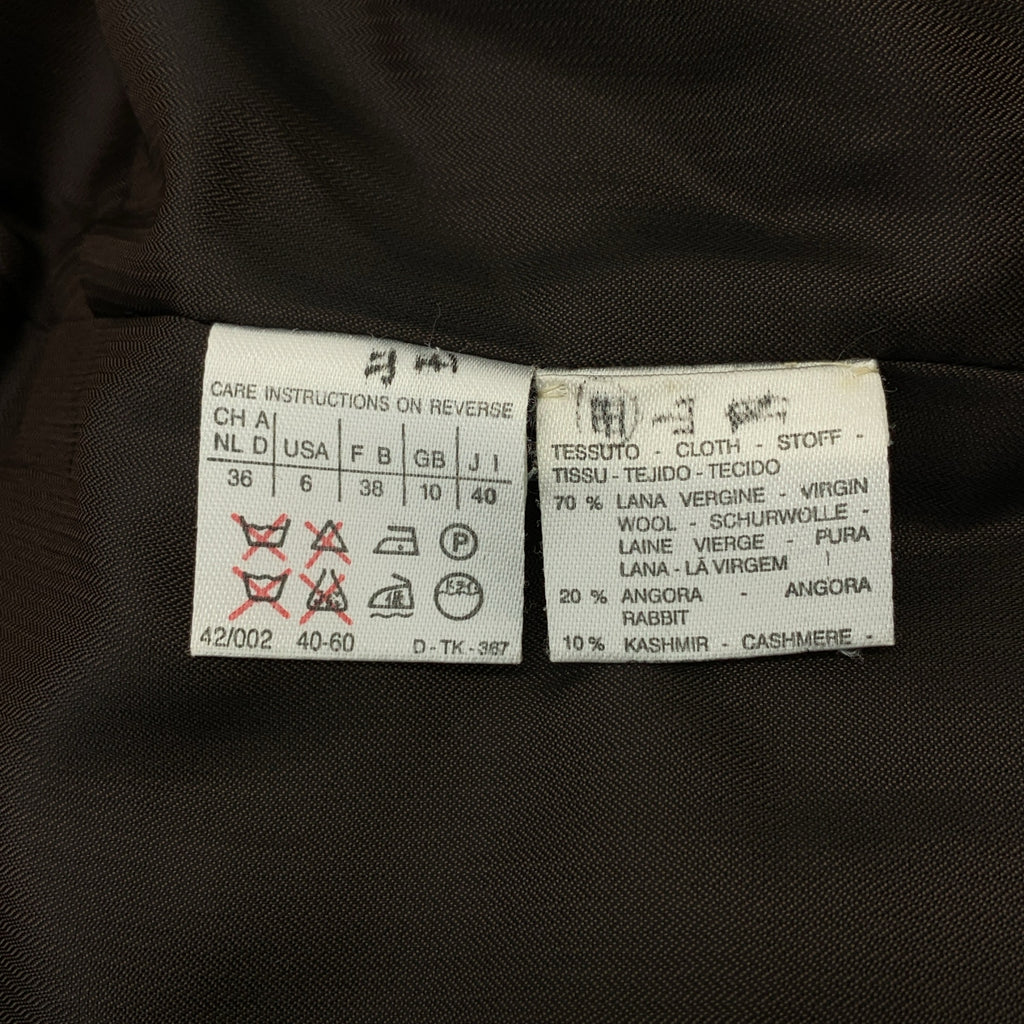 CARE INSTRUCTIONS ON REVERSE
CH A
NL D USA F B GB J I
36 6 38 10 40
P
42/002 40-60 D-TK-367
TESSUTO - CLOTH - STOFF -
TISSU - TEJIDO - TECIDO
70 % LANA VERGINE - VIRGIN
WOOL - SCHURWOLLE -
LAINE VIERGE - PURA
LANA - LÃ VIRGEM
20 % ANGORA - ANGORA
RABBIT
10 % KASHMIR - CASHMERE -